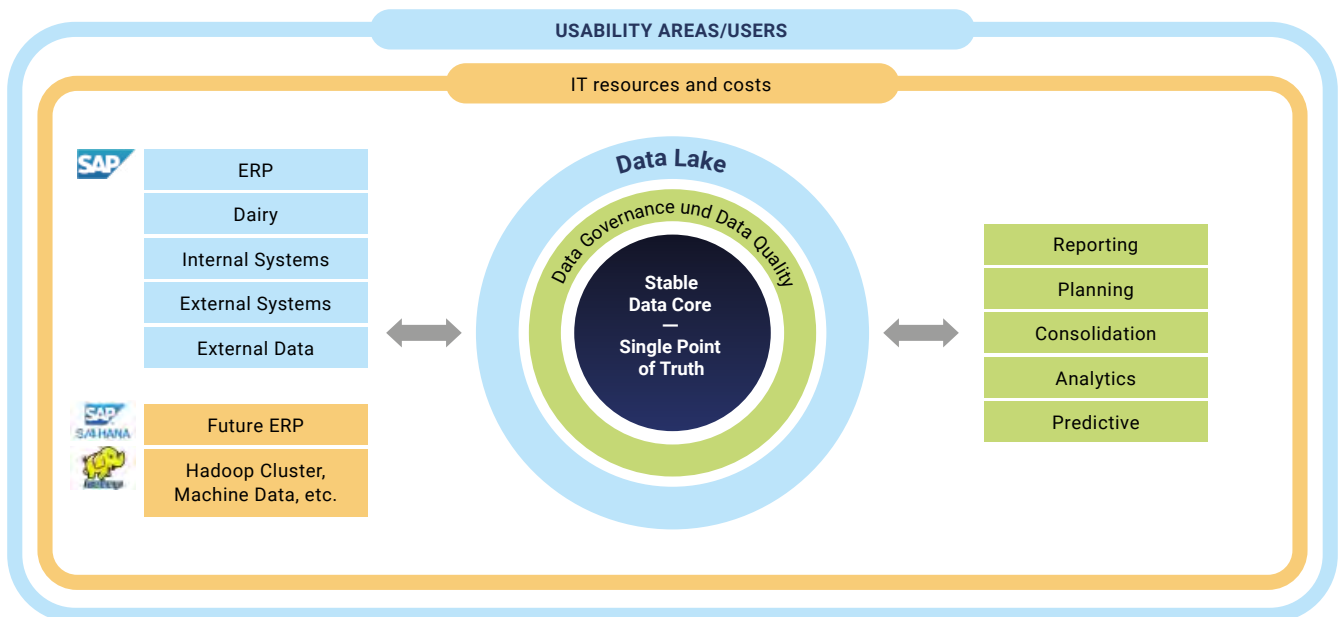 USABILITY AREAS/USERS
IT resources and costs
SAP
ERP
Dairy
Internal Systems
External Systems
External Data
SAP
S/4HANA
Future ERP
Hadoop Cluster,
Machine Data, etc.
Data Lake
Data Governance und Data Quality
Stable
Data Core
—
Single Point
of Truth
Reporting
Planning
Consolidation
Analytics
Predictive